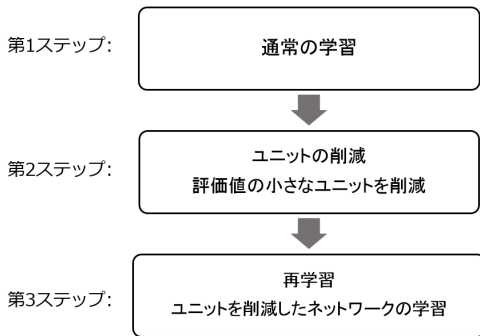 第1ステップ:
通常の学習
第2ステップ:
ユニットの削減
評価値の小さなユニットを削減
第3ステップ:
再学習
ユニットを削減したネットワークの学習